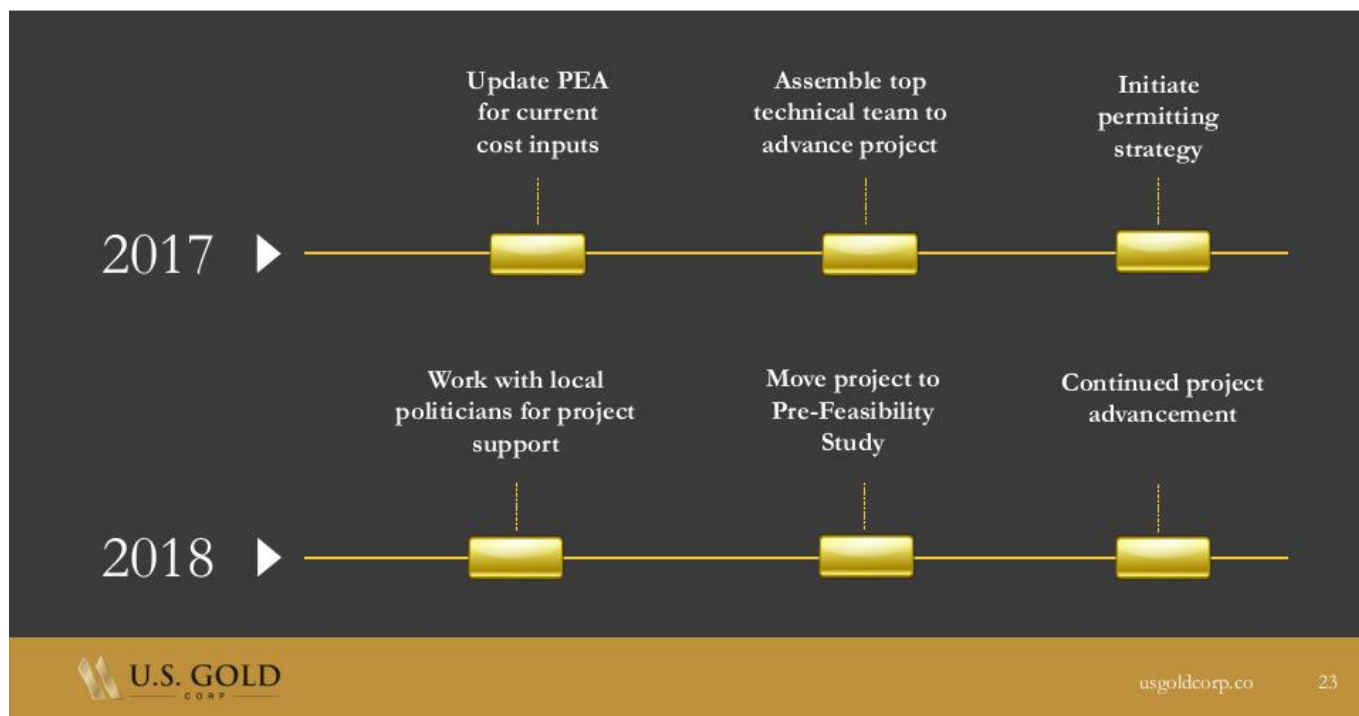 Update PEA
for current
cost inputs
Assemble top
technical team to
advance project
Initiate
permitting
strategy
2017
Work with local
politicians for project
support
Move project to
Pre-Feasibility
Study
Continued project
advancement
2018
U.S. GOLD
CORP
usgoldcorp.co
23